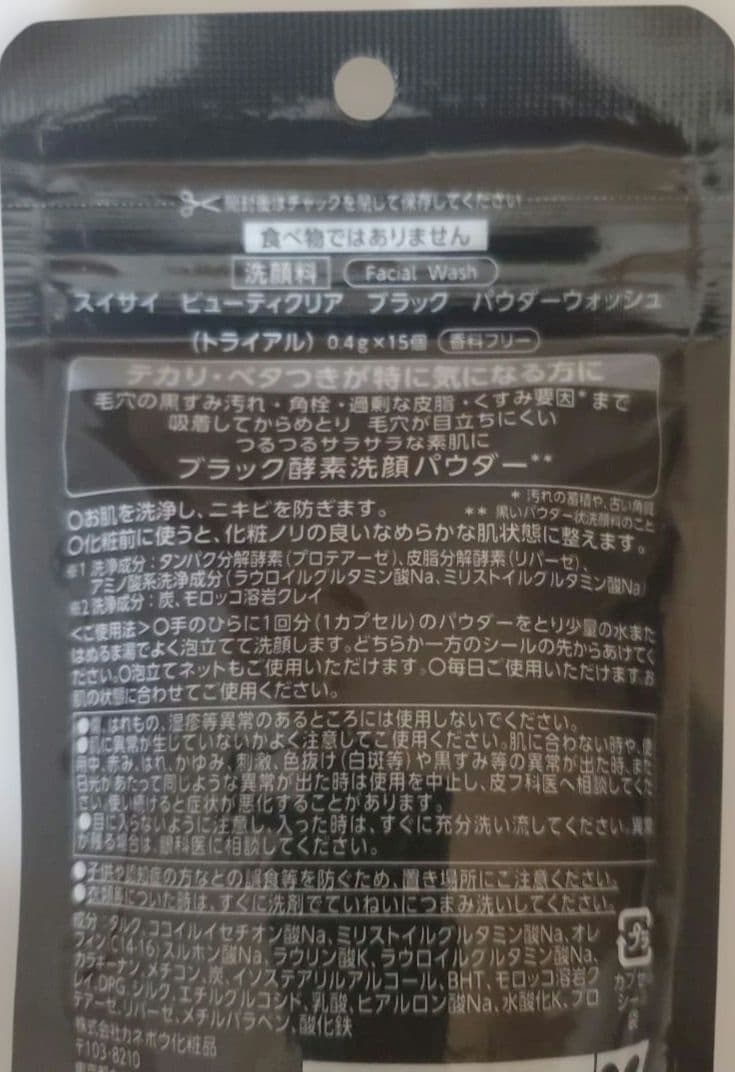 開封後はチャックを閉じて保存してください
食べ物ではありません
洗顔料 Facial Wash
スイサイ ビューティクリア ブラック パウダーウォッシュ
(トライアル) 0.4g×15個 香料フリー
テカリ・ベタつきが特に気になる方に
毛穴の黒ずみ汚れ・角栓・過剰な皮脂・くすみ要因*まで
吸着してからめとり 毛穴が目立ちにくい
つるつるサラサラな素肌に
ブラック酵素洗顔パウダー**
* 汚れの蓄積や、古い角質
** 黒いパウダー状洗顔料のこと
○お肌を洗浄し、ニキビを防ぎます。
○化粧前に使うと、化粧ノリの良いなめらかな肌状態に整えます。
※1 洗浄成分:タンパク分解酵素(プロテアーゼ)、皮脂分解酵素(リパーゼ)、
アミノ酸系洗浄成分(ラウロイルグルタミン酸Na、ミリストイルグルタミン酸Na)
※2 洗浄成分:炭、モロッコ溶岩クレイ
<ご使用法>○手のひらに1回分(1カプセル)のパウダーをとり少量の水また
はぬるま湯でよく泡立てて洗顔します。どちらか一方のシールの先からあけてく
ださい。○泡立てネットもご使用いただけます。○毎日ご使用いただけます。お
肌の状態に合わせてご使用ください。
●傷、はれもの、湿疹等異常のあるところには使用しないでください。
●肌に異常が生じていないかよく注意してご使用ください。肌に合わない時や、使
用中、赤み、はれ、かゆみ、刺激、色抜け(白斑等)や黒ずみ等の異常が出た時、また
日光があたって同じような異常が出た時は使用を中止し、皮フ科医へ相談してくだ
さい。使い続けると症状が悪化することがあります。
●目に入らないように注意し、入った時は、すぐに充分洗い流してください。異常
が残る場合は、眼科医に相談してください。
●子供や認知症の方などの誤食等を防ぐため、置き場所にご注意ください。
●衣類等についた時は、すぐに洗剤でていねいにつまみ洗いしてください。
成分:タルク、ココイルイセチオン酸Na、ミリストイルグルタミン酸Na、オレ
フィン(C14-16)スルホン酸Na、ラウリン酸K、ラウロイルグルタミン酸Na、
カラギーナン、メチコン、炭、イソステアリルアルコール、BHT、モロッコ溶岩ク
レイ、DPG、シルク、エチルグルコシド、乳酸、ヒアルロン酸Na、水酸化K、プロ
テアーゼ、リパーゼ、メチルパラベン、酸化鉄
プラ
カプセル
シール
袋
株式会社カネボウ化粧品
〒103-8210